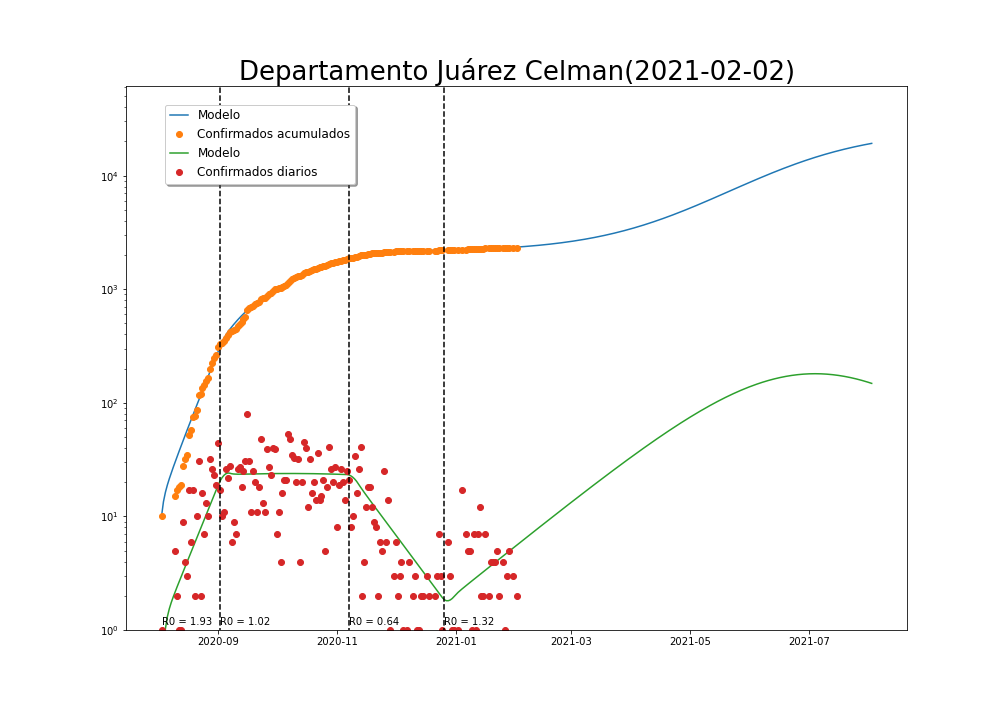 Departamento Juárez Celman(2021-02-02)
Modelo
Confirmados acumulados
Modelo
Confirmados diarios
10⁴
10³
10²
10¹
10⁰
R0 = 1.93 R0 = 1.02 R0 = 0.64 R0 = 1.32
2020-09 2020-11 2021-01 2021-03 2021-05 2021-07